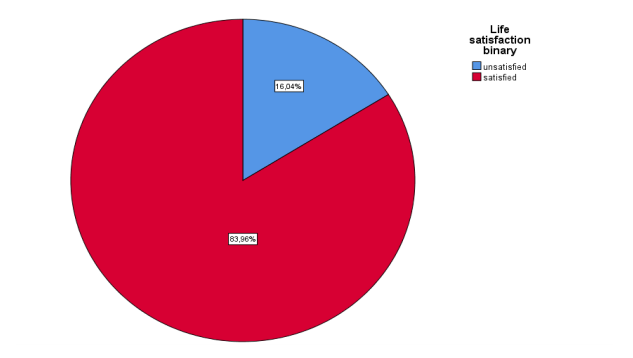 Life
satisfaction
binary
unsatisfied
satisfied
16,04%
83,96%